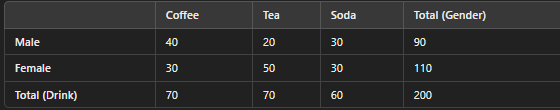 Coffee Tea Soda Total (Gender)
Male 40 20 30 90
Female 30 50 30 110
Total (Drink) 70 70 60 200